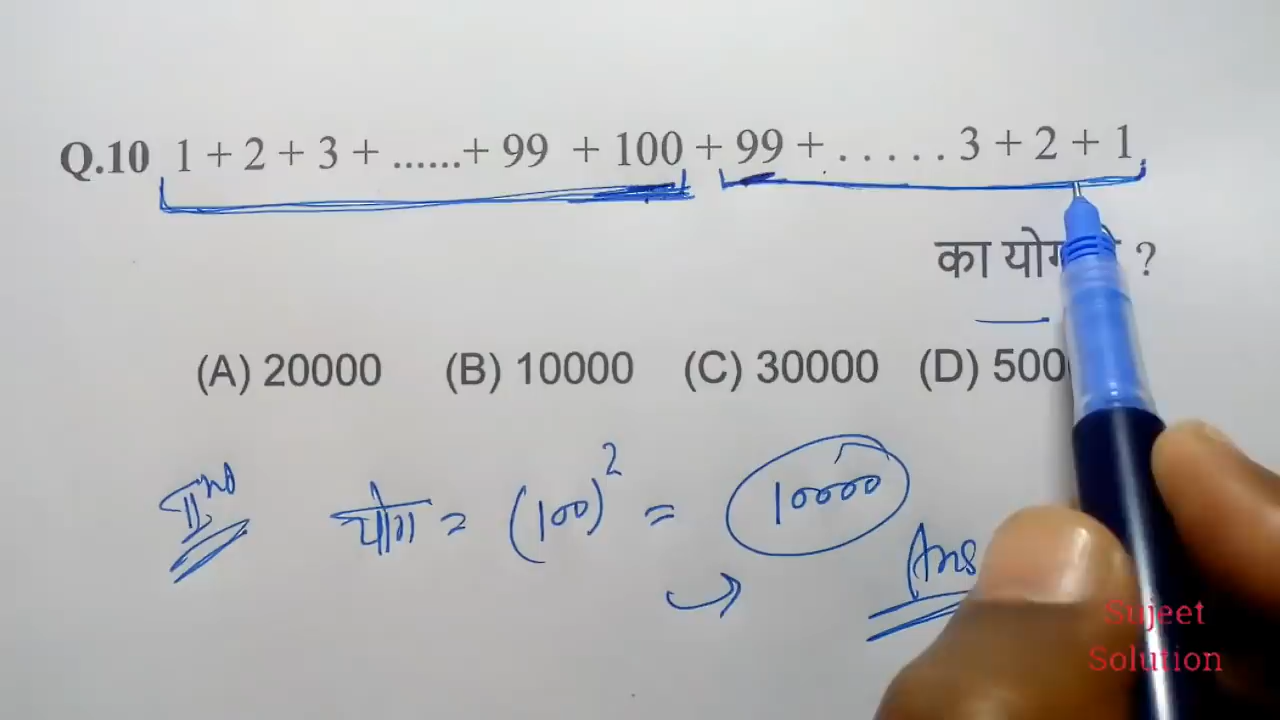 Q.10 1 + 2 + 3 + ......+ 99 + 100 + 99 + . . . . . 3 + 2 + 1
का ?
(A) 20000 (B) 10000 (C) 30000 (D)
IInd योग = (100)² = 10000
Ans
Sujeet
Solution